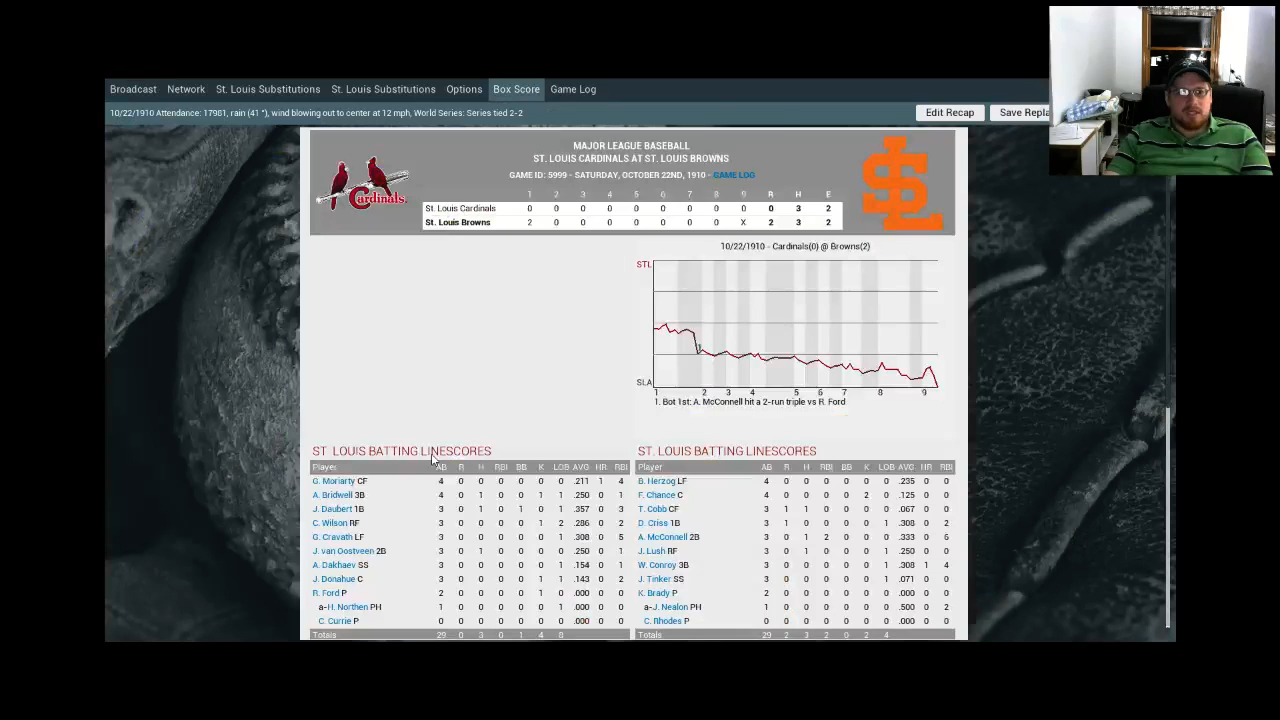 Broadcast Network St. Louis Substitutions St. Louis Substitutions Options Box Score Game Log
10/22/1910 Attendance: 17981, rain (41 °), wind blowing out to center at 12 mph, World Series: Series tied 2-2
Edit Recap Save Repla
MAJOR LEAGUE BASEBALL
ST. LOUIS CARDINALS AT ST. LOUIS BROWNS
GAME ID: 5999 - SATURDAY, OCTOBER 22ND, 1910 - GAME LOG
Cardinals
1 2 3 4 5 6 7 8 9 R H E
St. Louis Cardinals 0 0 0 0 0 0 0 0 0 0 3 2
St. Louis Browns 2 0 0 0 0 0 0 0 X 2 3 2
STL
10/22/1910 - Cardinals(0) @ Browns(2)
STL
SLA
1
1 2 3 4 5 6 7 8 9
1. Bot 1st: A. McConnell hit a 2-run triple vs R. Ford
ST. LOUIS BATTING LINESCORES
Player AB R H RBI BB K LOB AVG HR RBI
G. Moriarty CF 4 0 0 0 0 0 0 .211 1 4
A. Bridwell 3B 4 0 1 0 0 1 1 .250 0 1
J. Daubert 1B 3 0 1 0 1 0 1 .357 0 3
C. Wilson RF 3 0 0 0 0 1 2 .286 0 2
G. Cravath LF 3 0 0 0 0 0 1 .308 0 5
J. van Oostveen 2B 3 0 1 0 0 0 0 .250 0 1
A. Dakhaev SS 3 0 0 0 0 0 1 .154 0 1
J. Donahue C 3 0 0 0 0 1 1 .143 0 2
R. Ford P 2 0 0 0 0 1 0 .000 0 0
a-H. Northen PH 1 0 0 0 0 0 1 .000 0 0
C. Currie P 0 0 0 0 0 0 0 .000 0 0
Totals 29 0 3 0 1 4 8
ST. LOUIS BATTING LINESCORES
Player AB R H RBI BB K LOB AVG HR RBI
B. Herzog LF 4 0 0 0 0 0 0 .235 0 0
F. Chance C 4 0 0 0 0 2 0 .125 0 0
T. Cobb CF 3 1 1 0 0 0 0 .067 0 0
D. Criss 1B 3 1 0 0 0 0 1 .308 0 2
A. McConnell 2B 3 0 1 2 0 0 0 .333 0 6
J. Lush RF 3 0 1 0 0 0 1 .250 0 0
W. Conroy 3B 3 0 0 0 0 0 1 .308 1 4
J. Tinker SS 3 0 0 0 0 0 1 .071 0 0
K. Brady P 2 0 0 0 0 0 0 .000 0 0
a-J. Nealon PH 1 0 0 0 0 0 0 .500 0 2
C. Rhodes P 0 0 0 0 0 0 0 .000 0 0
Totals 29 2 3 2 0 2 4